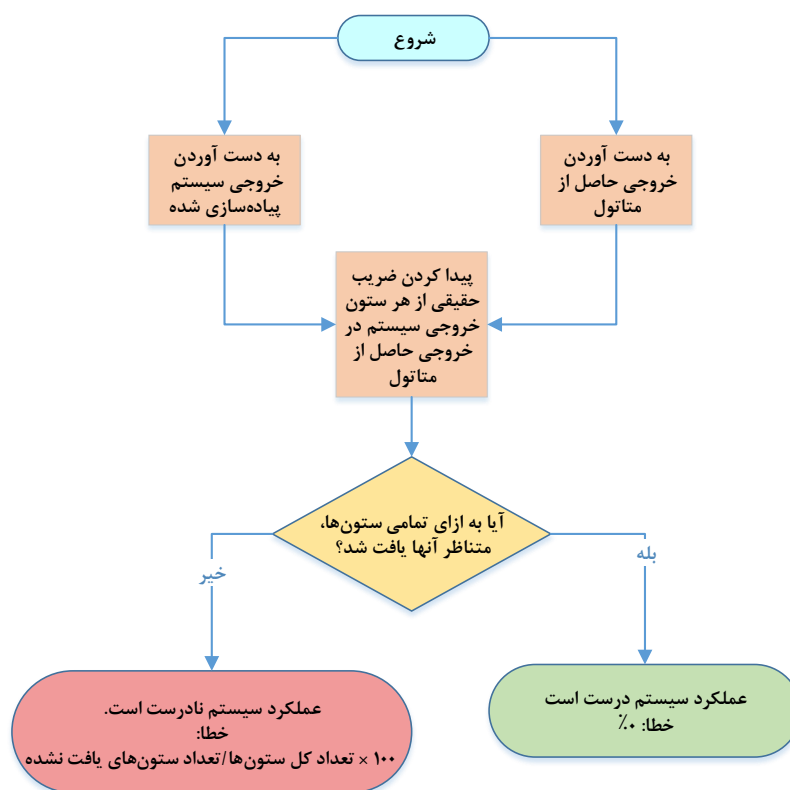 شروع
به دست آوردن
خروجی حاصل از
متاتول
به دست آوردن
خروجی سیستم
پیاده‌سازی شده
پیدا کردن ضریب
حقیقی از هر ستون
خروجی سیستم در
خروجی حاصل از
متاتول
آیا به ازای تمامی ستون‌ها،
متناظر آنها یافت شد؟
بله
خیر
عملکرد سیستم درست است
خطا: ۰٪
عملکرد سیستم نادرست است.
خطا:
۱۰۰ × تعداد کل ستون‌ها/تعداد ستون‌های یافت نشده